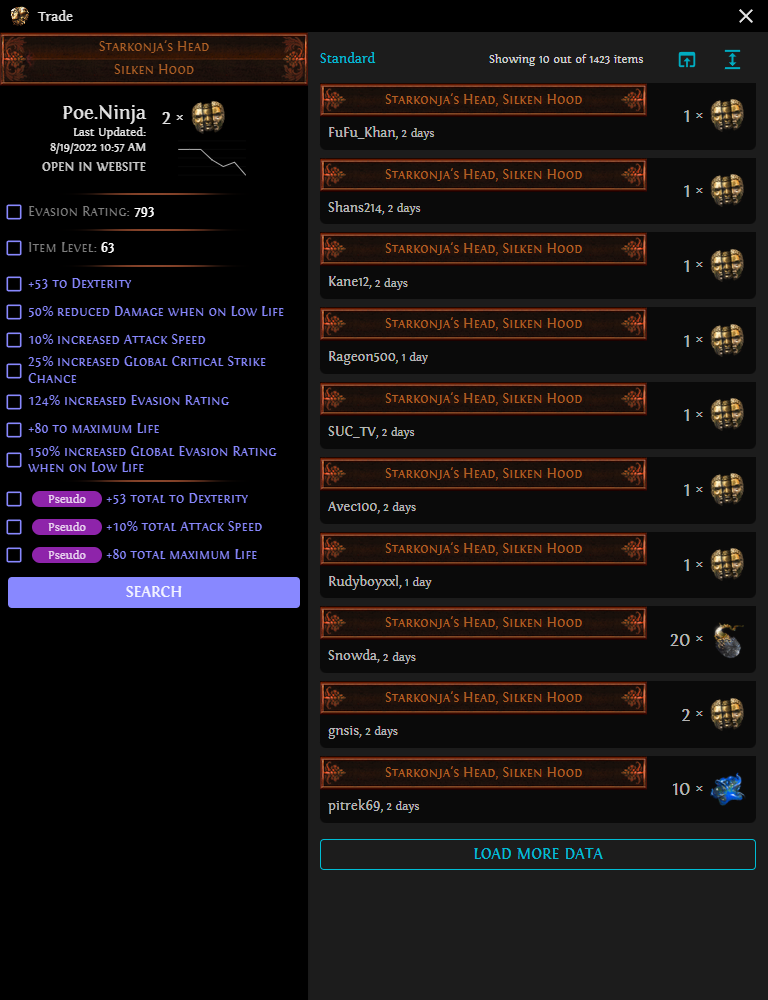 Trade
Starkonja's Head
Silken Hood
Poe.Ninja
2 ×
Last Updated:
8/19/2022 10:57 AM
OPEN IN WEBSITE
Evasion Rating: 793
Item Level: 63
+53 to Dexterity
50% reduced Damage when on Low Life
10% increased Attack Speed
25% increased Global Critical Strike
Chance
124% increased Evasion Rating
+80 to maximum Life
150% increased Global Evasion Rating
when on Low Life
Pseudo +53 total to Dexterity
Pseudo +10% total Attack Speed
Pseudo +80 total maximum Life
SEARCH
Standard
Showing 10 out of 1423 items
Starkonja's Head, Silken Hood
1 ×
FuFu_Khan, 2 days
Starkonja's Head, Silken Hood
1 ×
Shans214, 2 days
Starkonja's Head, Silken Hood
1 ×
Kane12, 2 days
Starkonja's Head, Silken Hood
1 ×
Rageon500, 1 day
Starkonja's Head, Silken Hood
1 ×
SUC_TV, 2 days
Starkonja's Head, Silken Hood
1 ×
Avec100, 2 days
Starkonja's Head, Silken Hood
1 ×
Rudyboyxxl, 1 day
Starkonja's Head, Silken Hood
20 ×
Snowda, 2 days
Starkonja's Head, Silken Hood
2 ×
gnsis, 2 days
Starkonja's Head, Silken Hood
10 ×
pitrek69, 2 days
LOAD MORE DATA